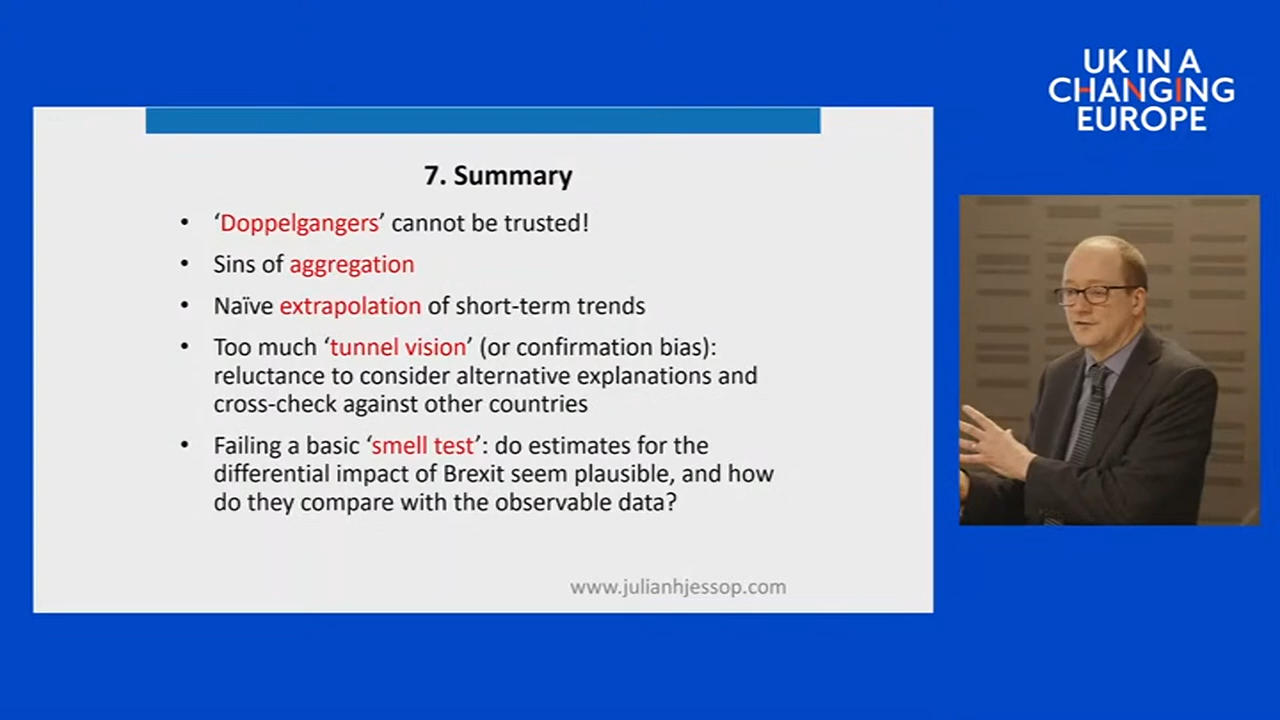 UK IN A
CHANGING
EUROPE
7. Summary
• ‘Doppelgangers’ cannot be trusted!
• Sins of aggregation
• Naïve extrapolation of short-term trends
• Too much ‘tunnel vision’ (or confirmation bias):
reluctance to consider alternative explanations and
cross-check against other countries
• Failing a basic ‘smell test’: do estimates for the
differential impact of Brexit seem plausible, and how
do they compare with the observable data?
www.julianhjessop.com